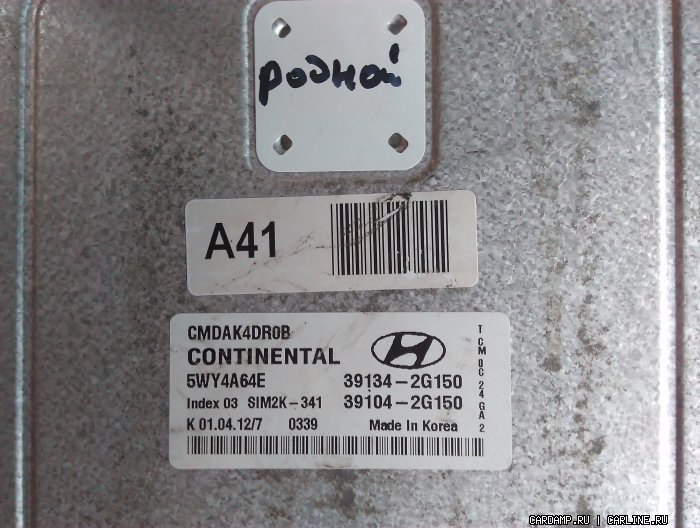 родной
A41
CMDAK4DR0B
CONTINENTAL
5WY4A64E 39134-2G150
Index 03 SIM2K-341 39104-2G150
K 01.04.12/7 0339 Made In Korea
TCM 0C 24 GA 2
CARDAMP.RU | CARLINE.RU